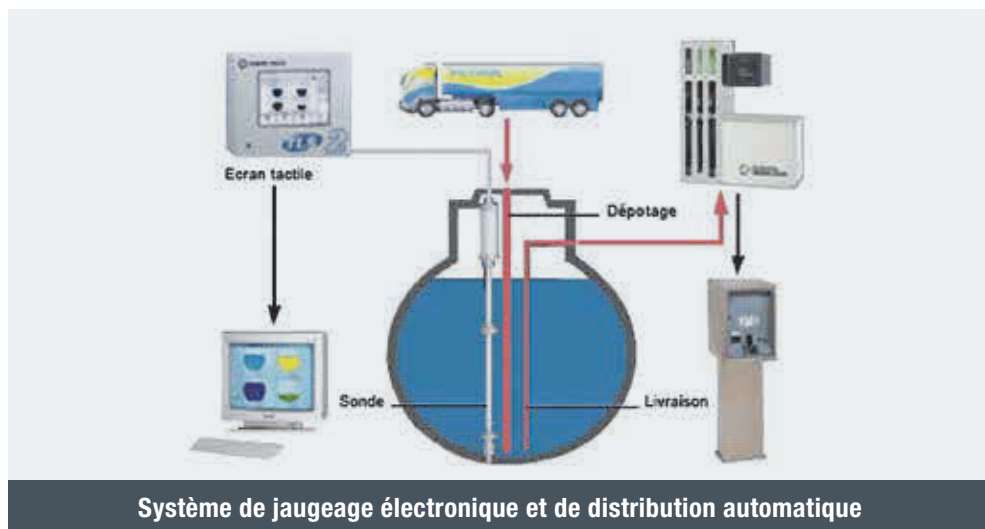 Ecran tactile
Dépotage
Sonde
Livraison
Système de jaugeage électronique et de distribution automatique